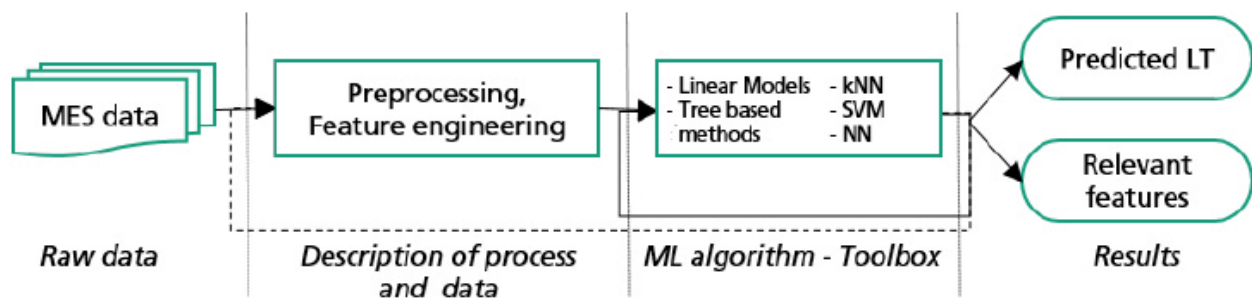 MES data
Preprocessing,
Feature engineering
- Linear Models - kNN
- Tree based - SVM
methods - NN
Predicted LT
Relevant
features
Raw data
Description of process
and data
ML algorithm - Toolbox
Results